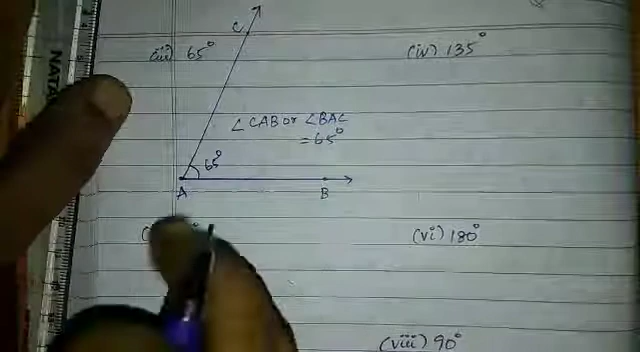 C
(iii) 65°
(iv) 135°
∠CAB or ∠BAC
= 65°
65°
A
B
(vi) 180°
(viii) 90°